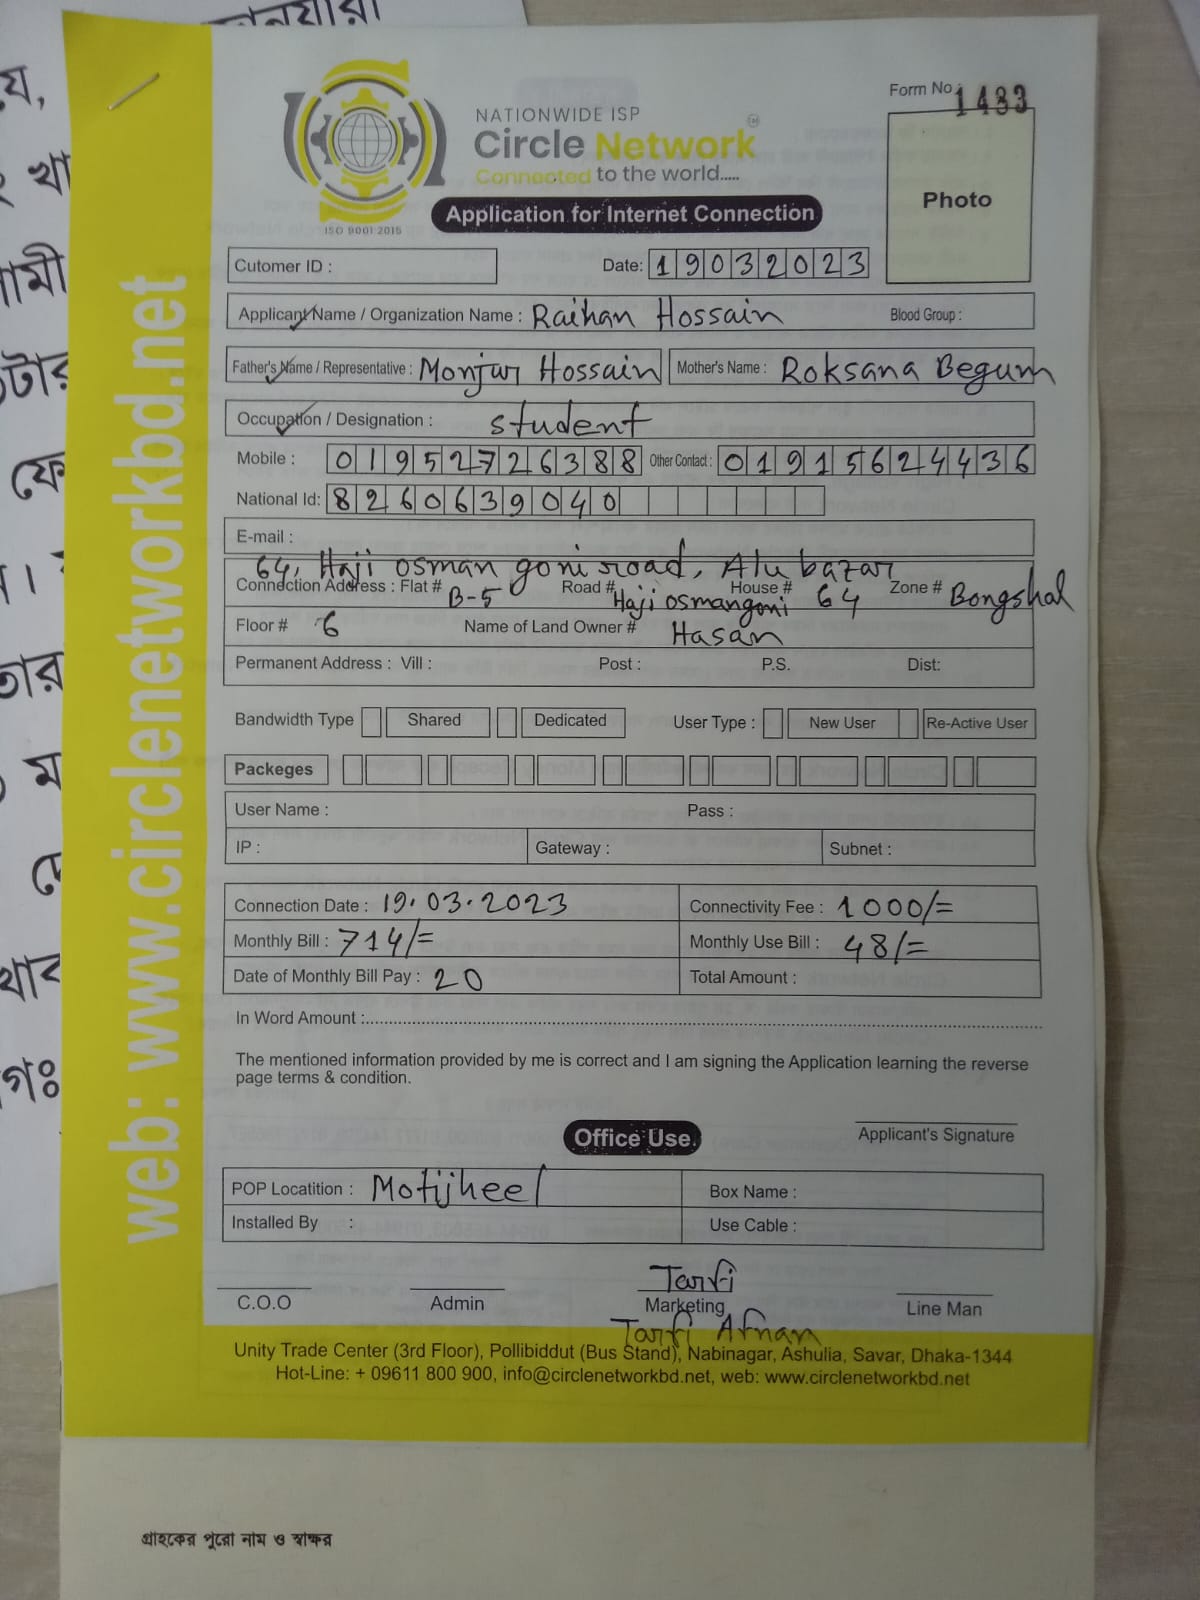 Form No 1433
NATIONWIDE ISP
Circle Network
Connected to the world.....
ISO 9001:2015
Application for Internet Connection
Photo
Cutomer ID :
Date: 19032023
Applicant Name / Organization Name : Raihan Hossain Blood Group :
Father's Name / Representative : Monjur Hossain Mother's Name : Roksana Begum
Occupation / Designation : student
Mobile : 01952726388 Other Contact : 01915624436
National Id: 8260639040
E-mail :
64, Haji osman goni road, Alu bazar
Connection Address : Flat # B-5 Road # Haji osmangoni House # 64 Zone # Bongshal
Floor # 6 Name of Land Owner # Hasan
Permanent Address : Vill : Post : P.S. Dist:
Bandwidth Type Shared Dedicated User Type : New User Re-Active User
Packeges
User Name : Pass :
IP : Gateway : Subnet :
Connection Date : 19.03.2023 Connectivity Fee : 1000/=
Monthly Bill : 714/= Monthly Use Bill : 48/=
Date of Monthly Bill Pay : 20 Total Amount :
In Word Amount :
The mentioned information provided by me is correct and I am signing the Application learning the reverse
page terms & condition.
Applicant's Signature
Office Use.
POP Locatition : Motijheel Box Name :
Installed By : Use Cable :
Tarfi
C.O.O Admin Marketing Line Man
Tarfi Afnan
Unity Trade Center (3rd Floor), Pollibiddut (Bus Stand), Nabinagar, Ashulia, Savar, Dhaka-1344
Hot-Line: + 09611 800 900, info@circlenetworkbd.net, web: www.circlenetworkbd.net
web: www.circlenetworkbd.net
গ্রাহকের পুরো নাম ও স্বাক্ষর